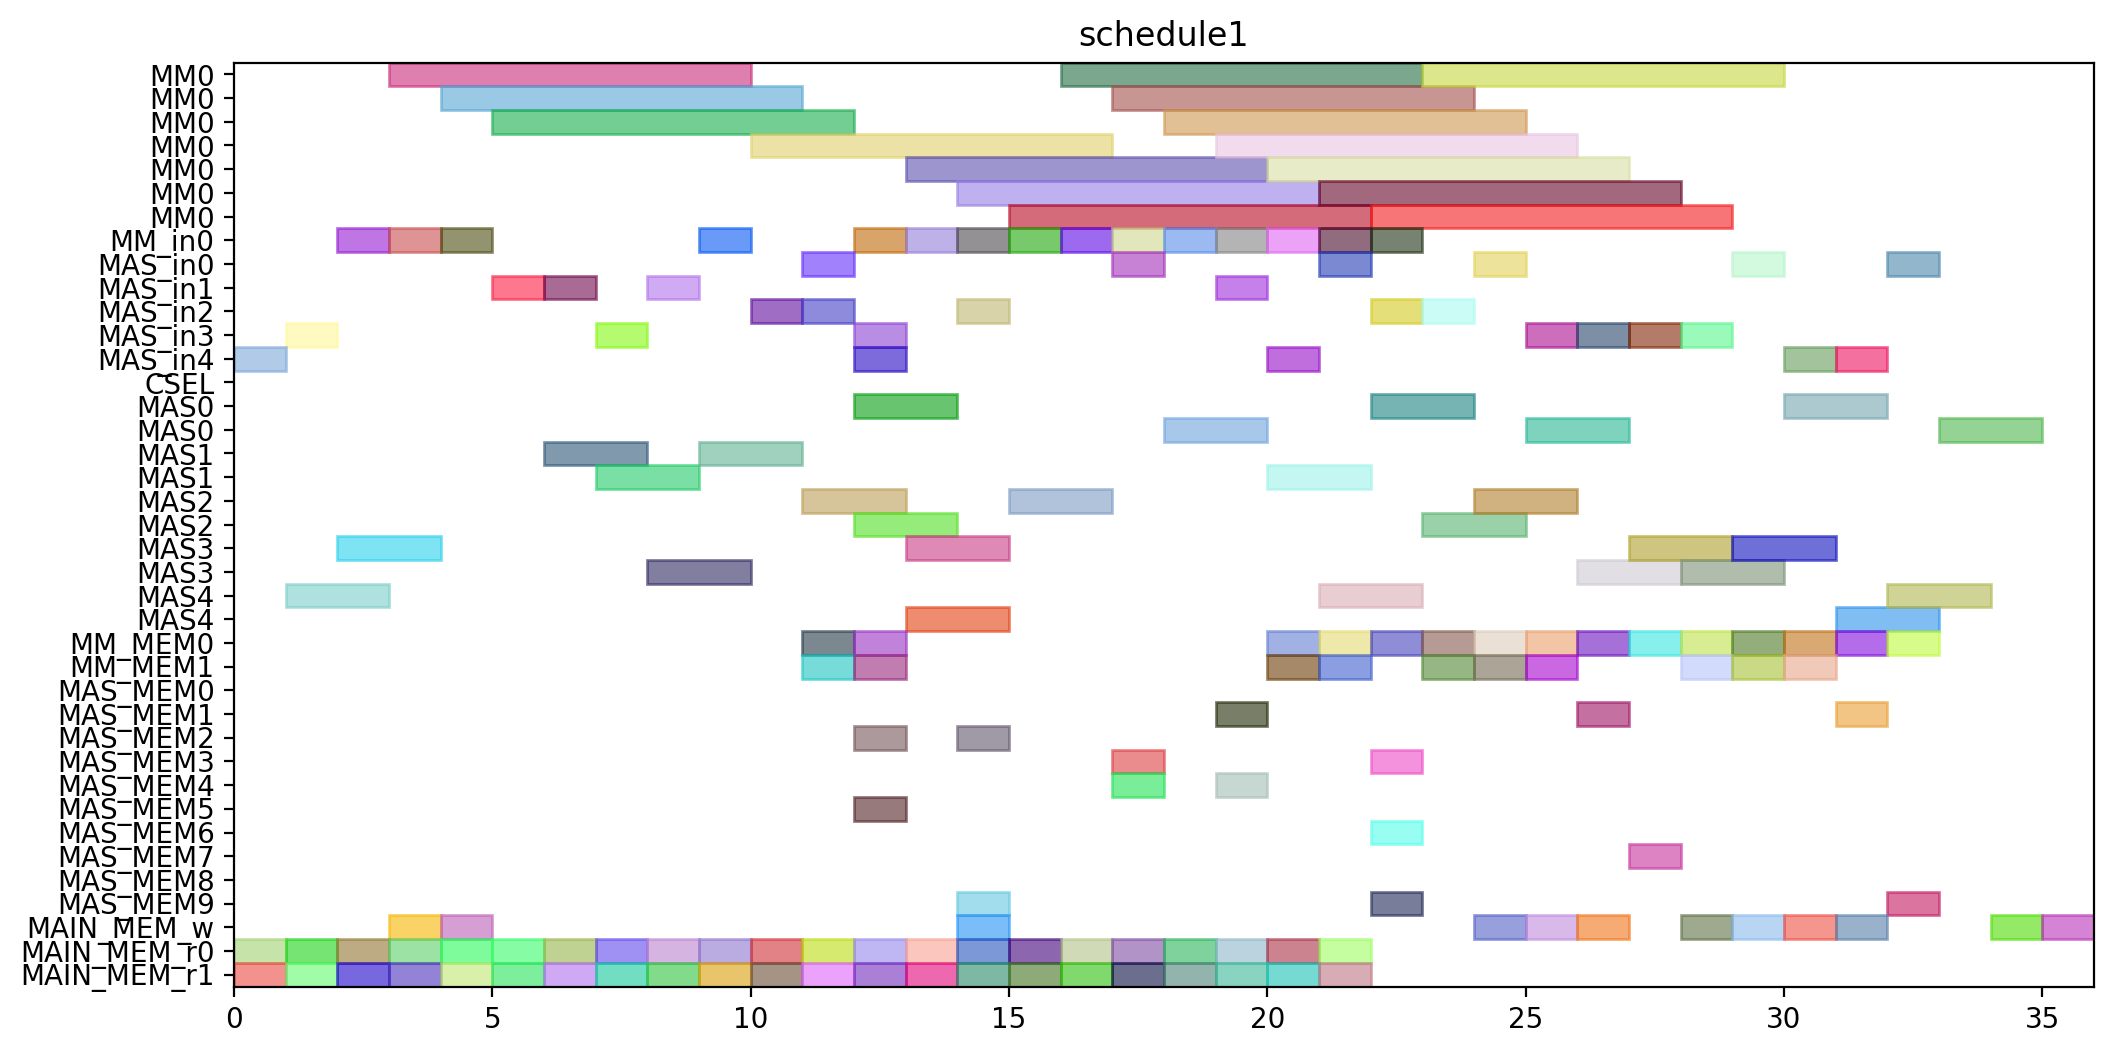 schedule1
MM0
MM0
MM0
MM0
MM0
MM0
MM0
MM_in0
MAS_in0
MAS_in1
MAS_in2
MAS_in3
MAS_in4
CSEL
MAS0
MAS0
MAS1
MAS1
MAS2
MAS2
MAS3
MAS3
MAS4
MAS4
MM_MEM0
MM_MEM1
MAS_MEM0
MAS_MEM1
MAS_MEM2
MAS_MEM3
MAS_MEM4
MAS_MEM5
MAS_MEM6
MAS_MEM7
MAS_MEM8
MAS_MEM9
MAIN_MEM_w
MAIN_MEM_r0
MAIN_MEM_r1
0 5 10 15 20 25 30 35